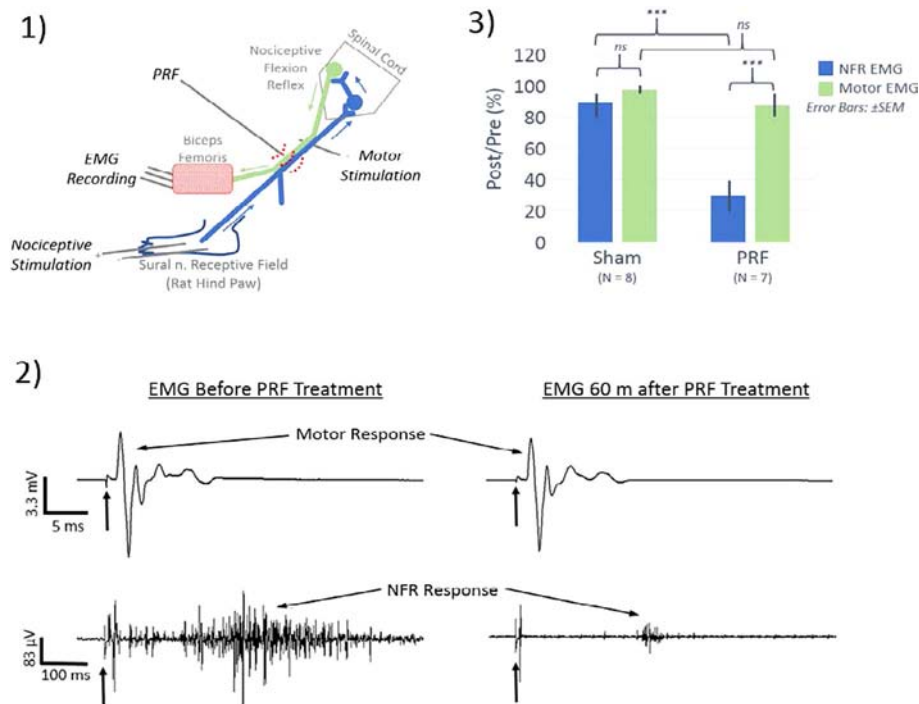 1)
Spinal Cord
Nociceptive
Flexion
Reflex
PRF
Biceps
Femoris
EMG
Recording
Motor
Stimulation
Nociceptive
Stimulation
Sural n. Receptive Field
(Rat Hind Paw)
3)
***
ns
ns
***
NFR EMG
Motor EMG
Error Bars: ±SEM
Post/Pre (%)
120
100
80
60
40
20
0
Sham
PRF
(N = 8)
(N = 7)
2)
EMG Before PRF Treatment
EMG 60 m after PRF Treatment
Motor Response
3.3 mV
5 ms
NFR Response
83 µV
100 ms